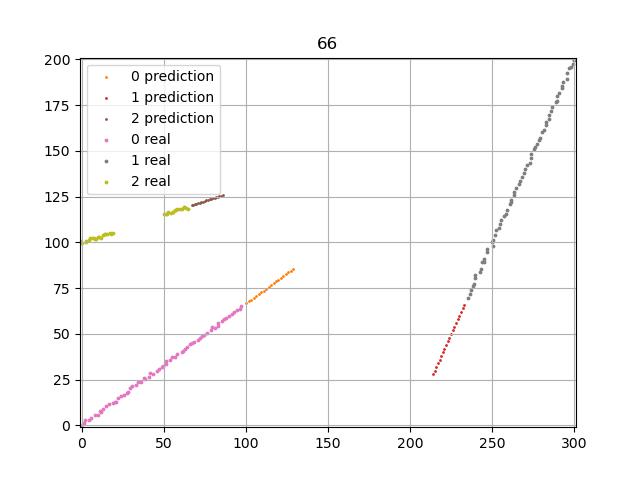 66
200
175
150
125
100
75
50
25
0
0 prediction
1 prediction
2 prediction
0 real
1 real
2 real
0 50 100 150 200 250 300